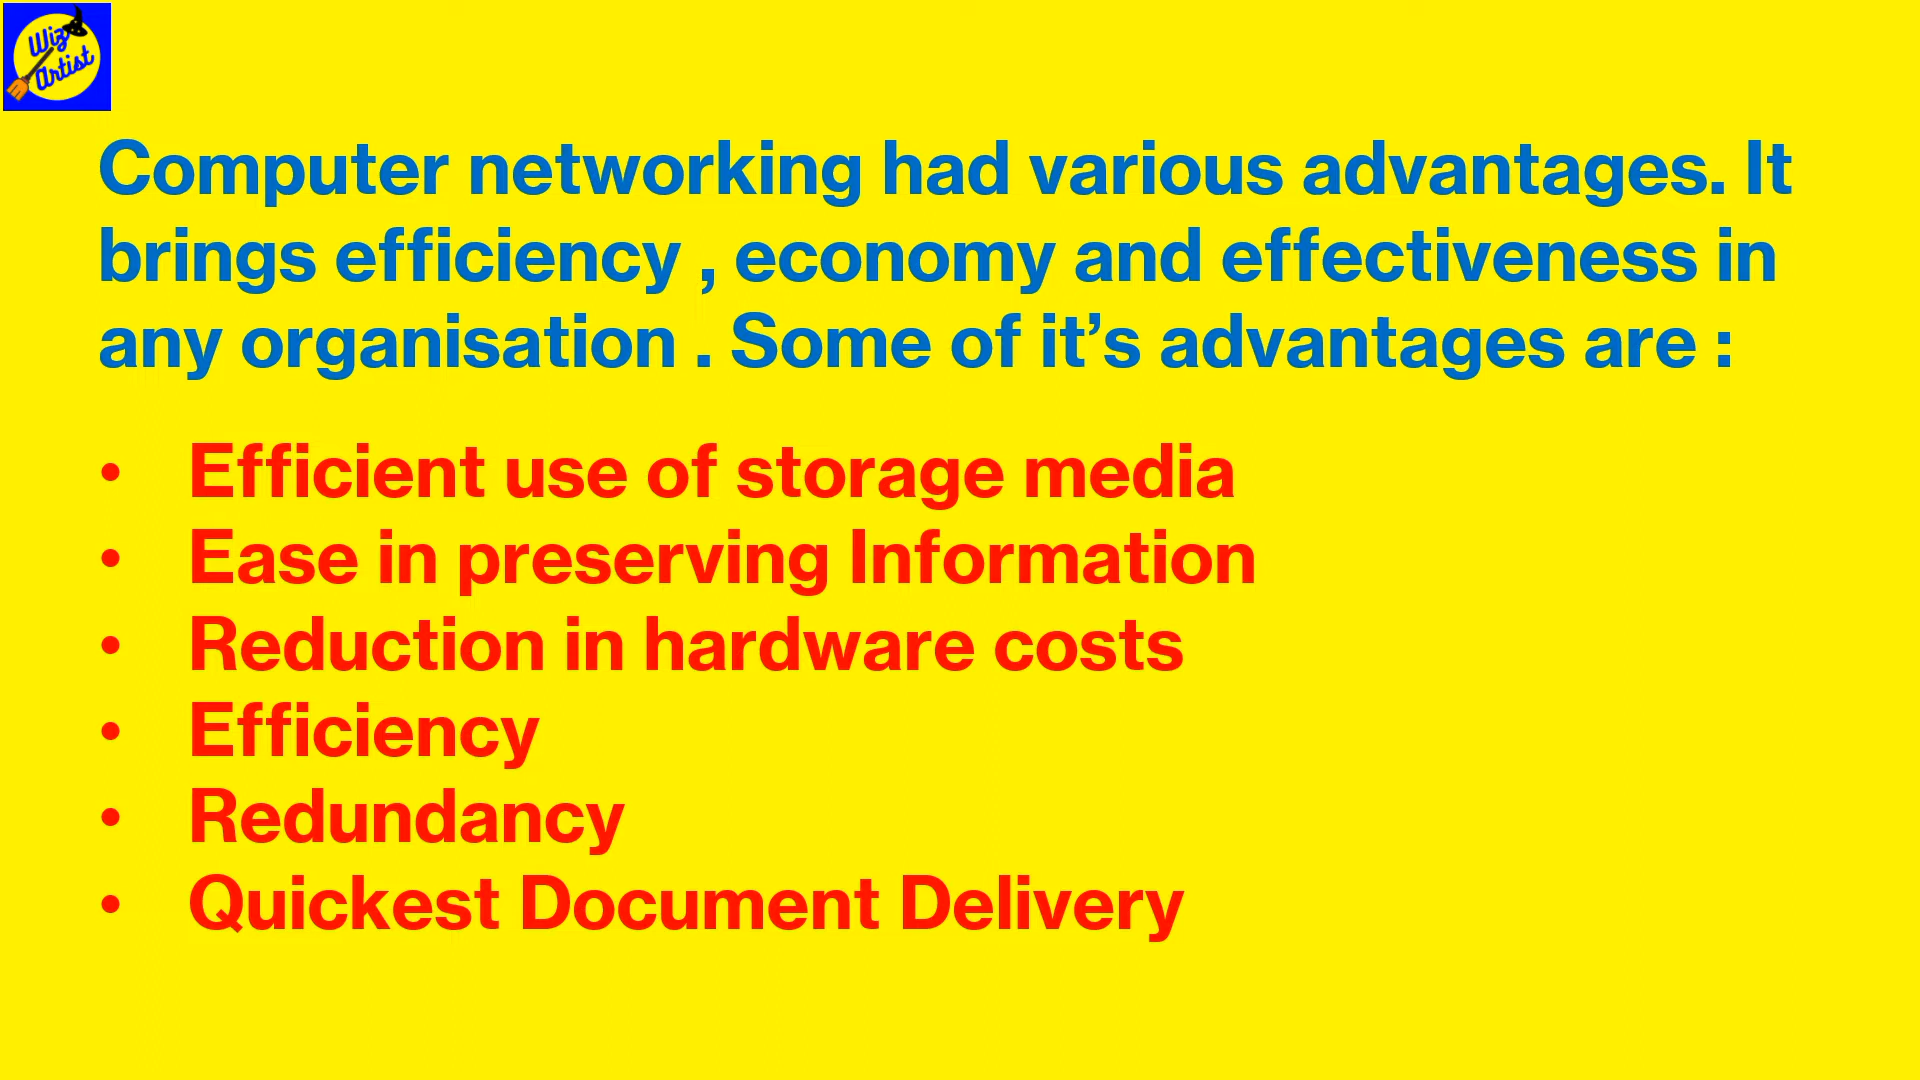 Wiz
Artist
Computer networking had various advantages. It
brings efficiency , economy and effectiveness in
any organisation . Some of it’s advantages are :
• Efficient use of storage media
• Ease in preserving Information
• Reduction in hardware costs
• Efficiency
• Redundancy
• Quickest Document Delivery